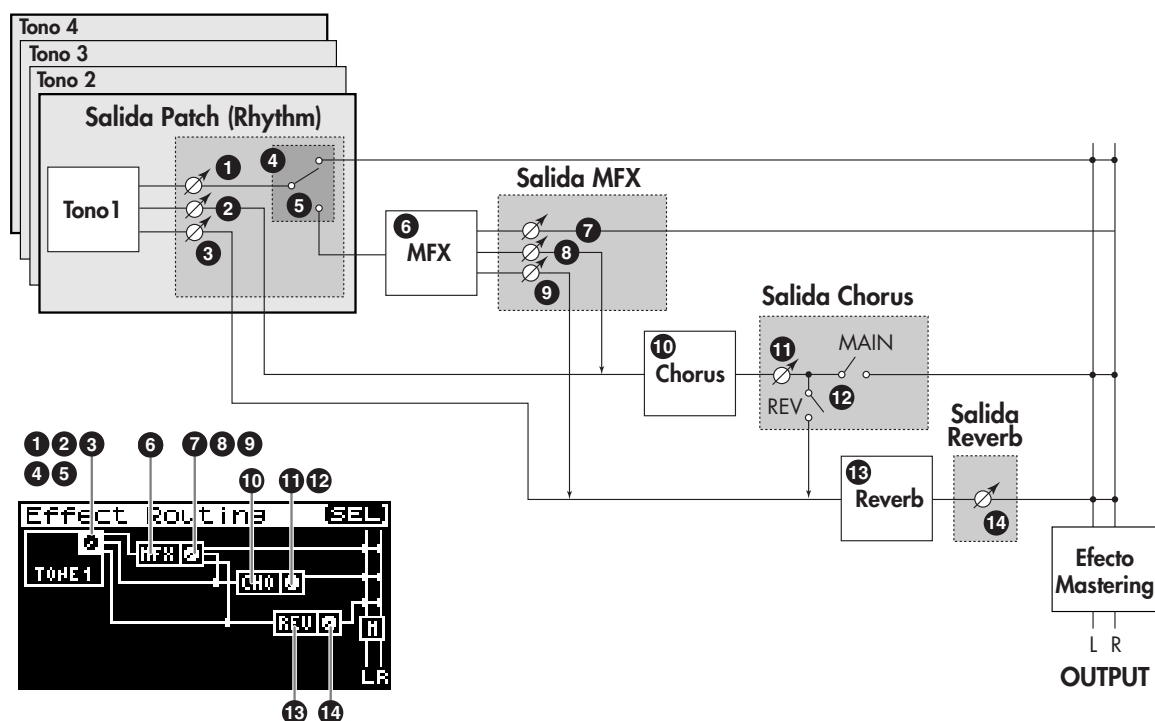 Tono 4
Tono 3
Tono 2
Salida Patch (Rhythm)
Tono1
1
2
3
4
5
6
MFX
Salida MFX
7
8
9
Salida Chorus
10
Chorus
11
MAIN
REV
12
Salida
Reverb
13
Reverb
14
Efecto
Mastering
L R
OUTPUT
1 2 3 6 7 8 9
4 5 10 11 12
Effect Routing SEL
MFX
TONE1
CHO
REV
M
LR
13 14